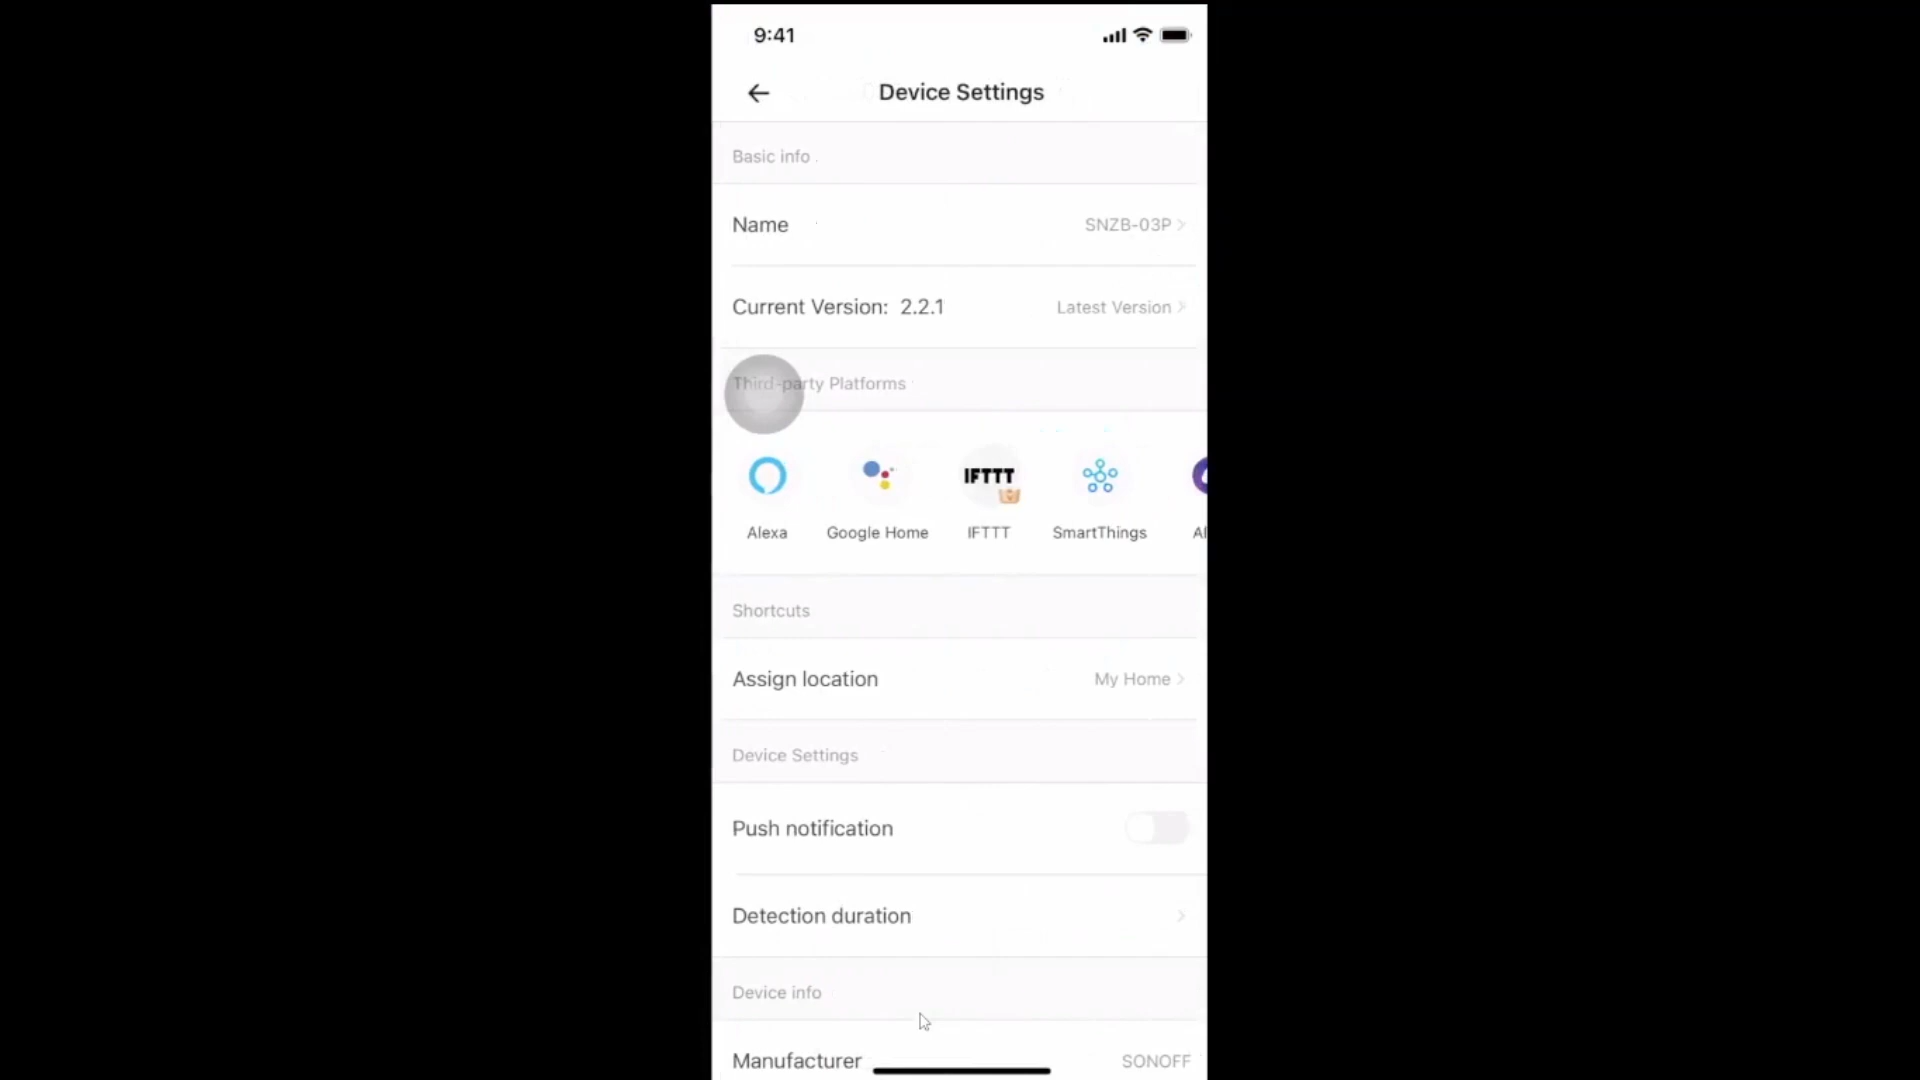 9:41
Device Settings
Basic info
Name SNZB-03P
Current Version: 2.2.1 Latest Version
Third-party Platforms
IFTTT
Alexa Google Home IFTTT SmartThings Al
Shortcuts
Assign location My Home
Device Settings
Push notification
Detection duration
Device info
Manufacturer SONOFF